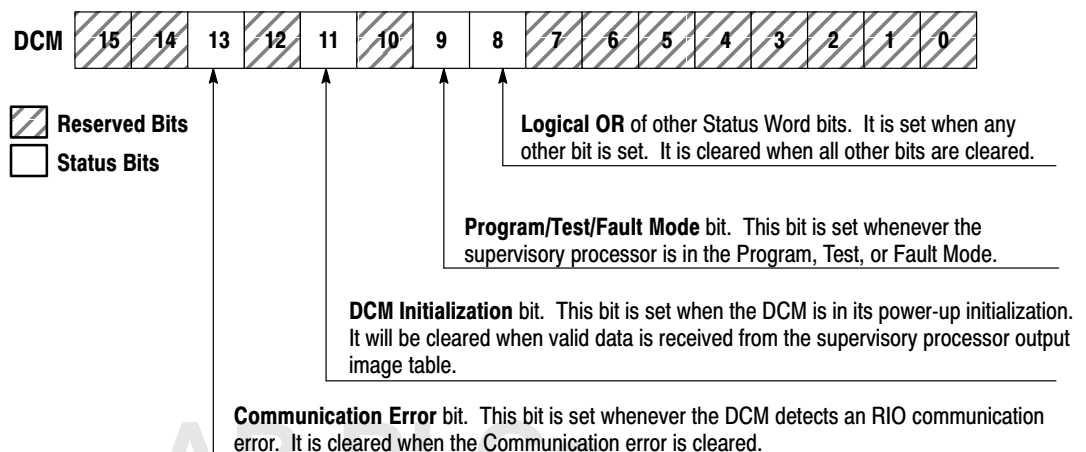 DCM 15 14 13 12 11 10 9 8 7 6 5 4 3 2 1 0
Reserved Bits
Status Bits
Logical OR of other Status Word bits. It is set when any
other bit is set. It is cleared when all other bits are cleared.
Program/Test/Fault Mode bit. This bit is set whenever the
supervisory processor is in the Program, Test, or Fault Mode.
DCM Initialization bit. This bit is set when the DCM is in its power-up initialization.
It will be cleared when valid data is received from the supervisory processor output
image table.
Communication Error bit. This bit is set whenever the DCM detects an RIO communication
error. It is cleared when the Communication error is cleared.